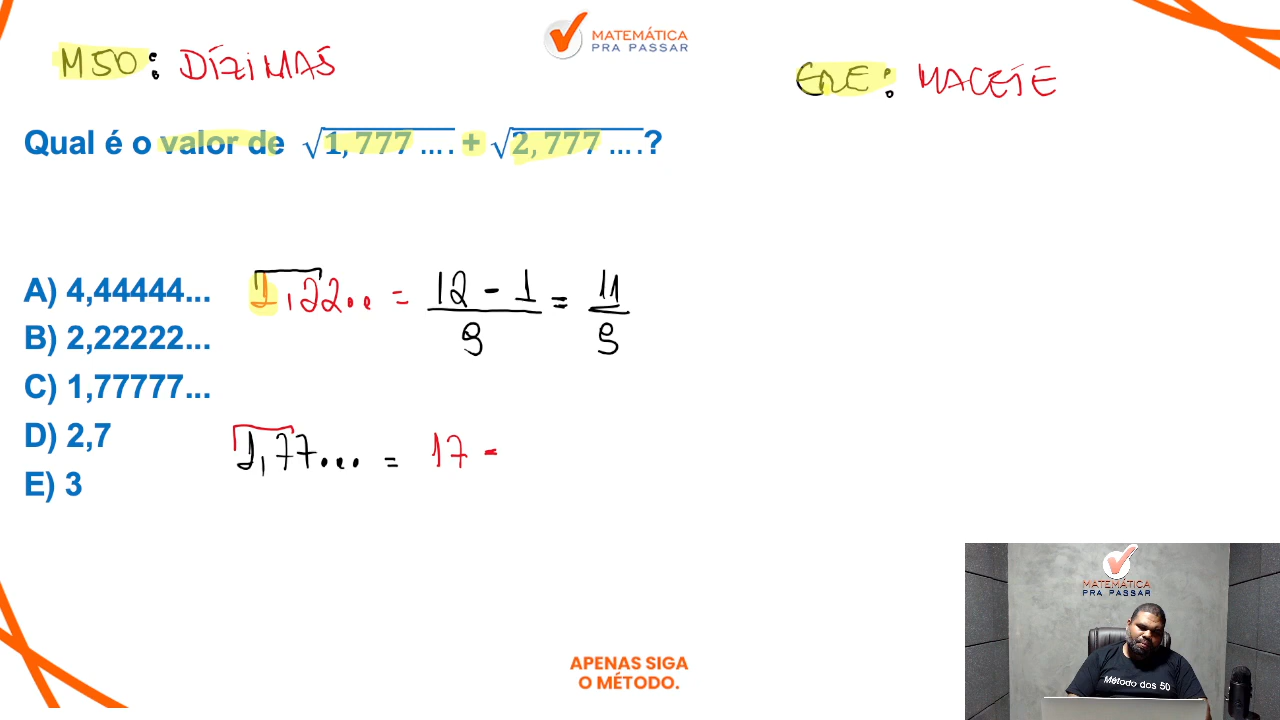 MATEMÁTICA
PRA PASSAR
M50: DÍZIMAS
ENE: MACETE
Qual é o valor de √1,777 .... + √2,777 ....?
A) 4,44444...
B) 2,22222...
C) 1,77777...
D) 2,7
E) 3
1,22.. = 12 - 1 / 9 = 11 / 9
1,77... = 17 -
MATEMÁTICA
PRA PASSAR
Método dos 50
APENAS SIGA
O MÉTODO.